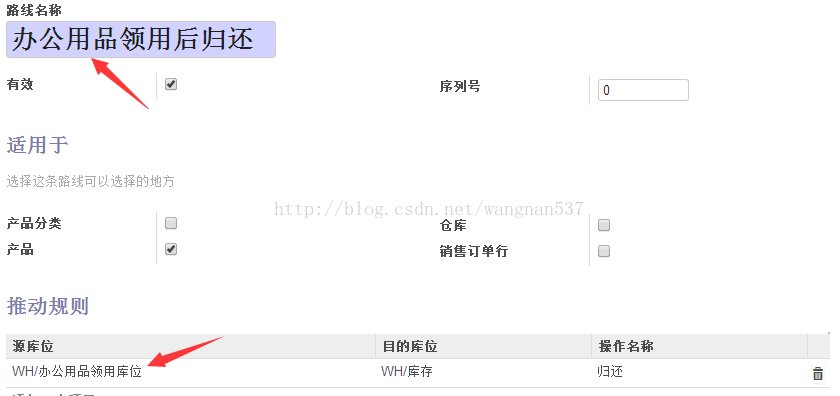 路线名称
办公用品领用后归还
有效 序列号 0
适用于
选择这条路线可以选择的地方
http://blog.csdn.net/wangnan537
产品分类 仓库
产品 销售订单行
推动规则
源库位 目的库位 操作名称
WH/办公用品领用库位 WH/库存 归还